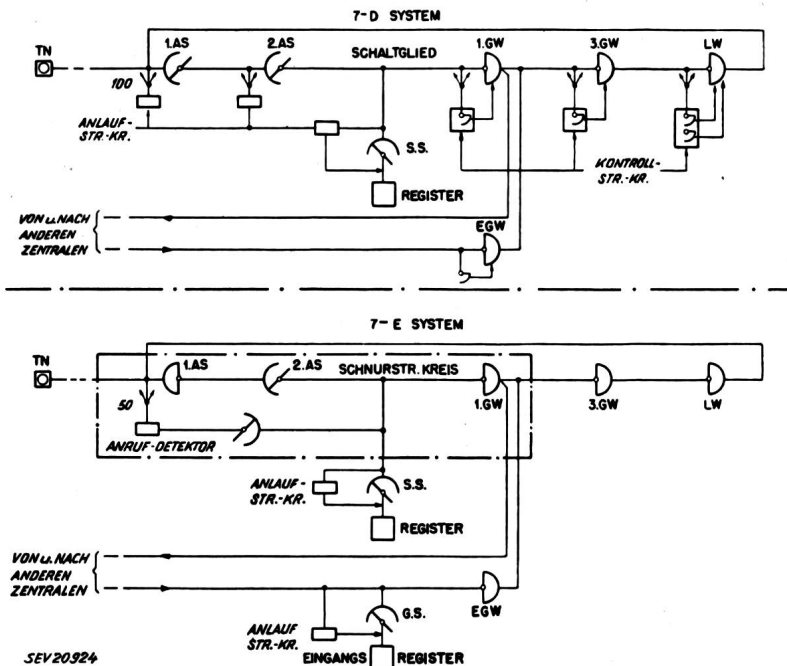 7-D SYSTEM
TN
1.AS
2.AS
SCHALTGLIED
1.GW
3.GW
LW
100
ANLAUF-
STR.-KR.
S.S.
REGISTER
KONTROLL-
STR.-KR.
VON u. NACH
ANDEREN
ZENTRALEN
EGW
7-E SYSTEM
TN
1.AS
2.AS
SCHNURSTR. KREIS
1.GW
3.GW
LW
50
ANRUF-DETEKTOR
ANLAUF-
STR.-KR.
S.S.
REGISTER
VON u. NACH
ANDEREN
ZENTRALEN
EGW
G.S.
ANLAUF
STR.-KR.
EINGANGS REGISTER
SEV20924